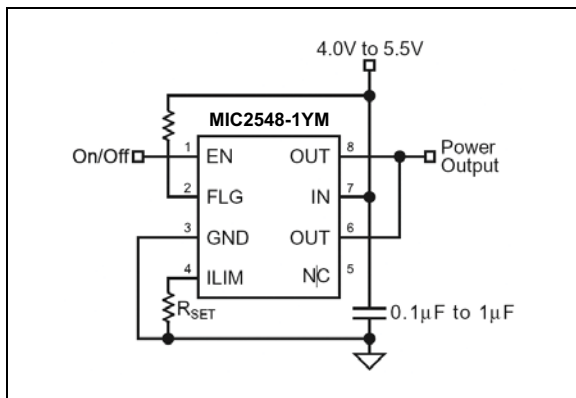 4.0V to 5.5V
MIC2548-1YM
On/Off
1
EN
OUT
8
Power
Output
2
FLG
IN
7
3
GND
OUT
6
4
ILIM
N/C
5
RSET
0.1µF to 1µF